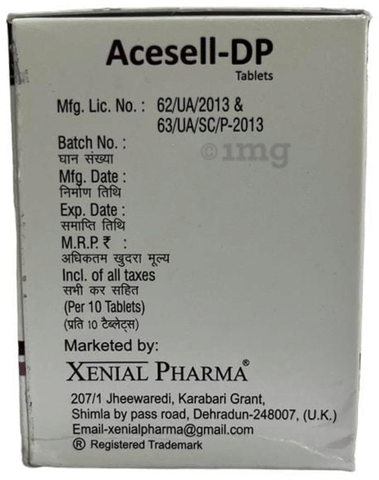 Acesell-DP
Tablets
Mfg. Lic. No. : 62/UA/2013 &
63/UA/SC/P-2013
Batch No. :
घान संख्या
Mfg. Date :
निर्माण तिथि
Exp. Date :
समाप्ति तिथि
M.R.P. ₹ :
अधिकतम खुदरा मूल्य
Incl. of all taxes
सभी कर सहित
(Per 10 Tablets)
(प्रति 10 टैब्लेट्स)
Marketed by:
XENIAL PHARMA®
207/1 Jheewaredi, Karabari Grant,
Shimla by pass road, Dehradun-248007, (U.K.)
Email-xenialpharma@gmail.com
® Registered Trademark
©1mg